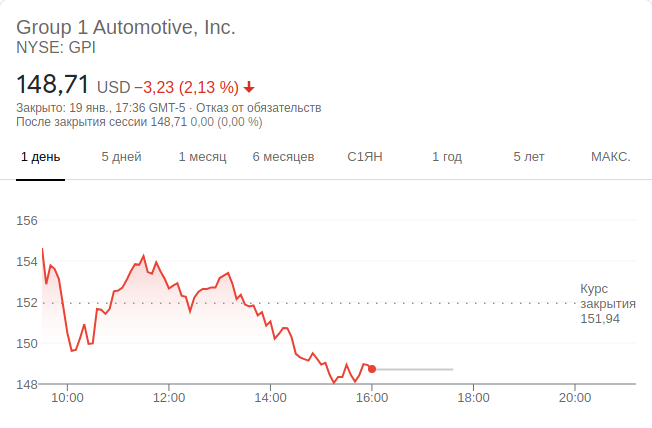 Group 1 Automotive, Inc.
NYSE: GPI
148,71 USD −3,23 (2,13 %)
Закрыто: 19 янв., 17:36 GMT-5 · Отказ от обязательств
После закрытия сессии 148,71 0,00 (0,00 %)
1 день 5 дней 1 месяц 6 месяцев С1ЯН 1 год 5 лет МАКС.
156
154
Курс
152 закрытия
151,94
150
148
10:00 12:00 14:00 16:00 18:00 20:00